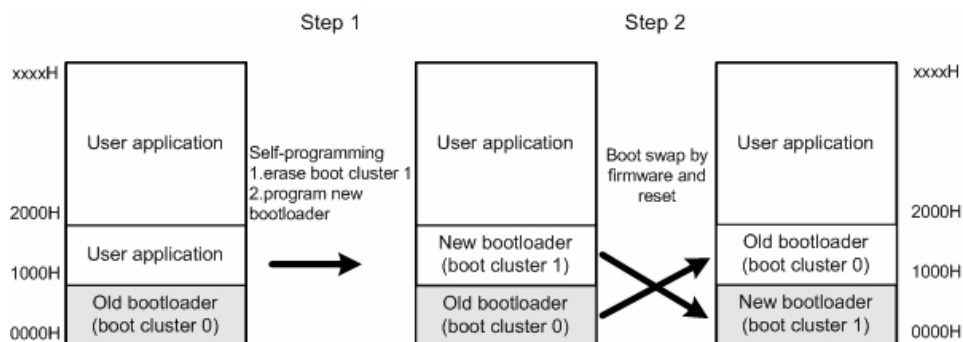 Step 1
Step 2
xxxxH
2000H
1000H
0000H
User application
User application
Old bootloader
(boot cluster 0)
Self-programming
1.erase boot cluster 1
2.program new
bootloader
User application
New bootloader
(boot cluster 1)
Old bootloader
(boot cluster 0)
Boot swap by
firmware and
reset
User application
Old bootloader
(boot cluster 0)
New bootloader
(boot cluster 1)
xxxxH
2000H
1000H
0000H